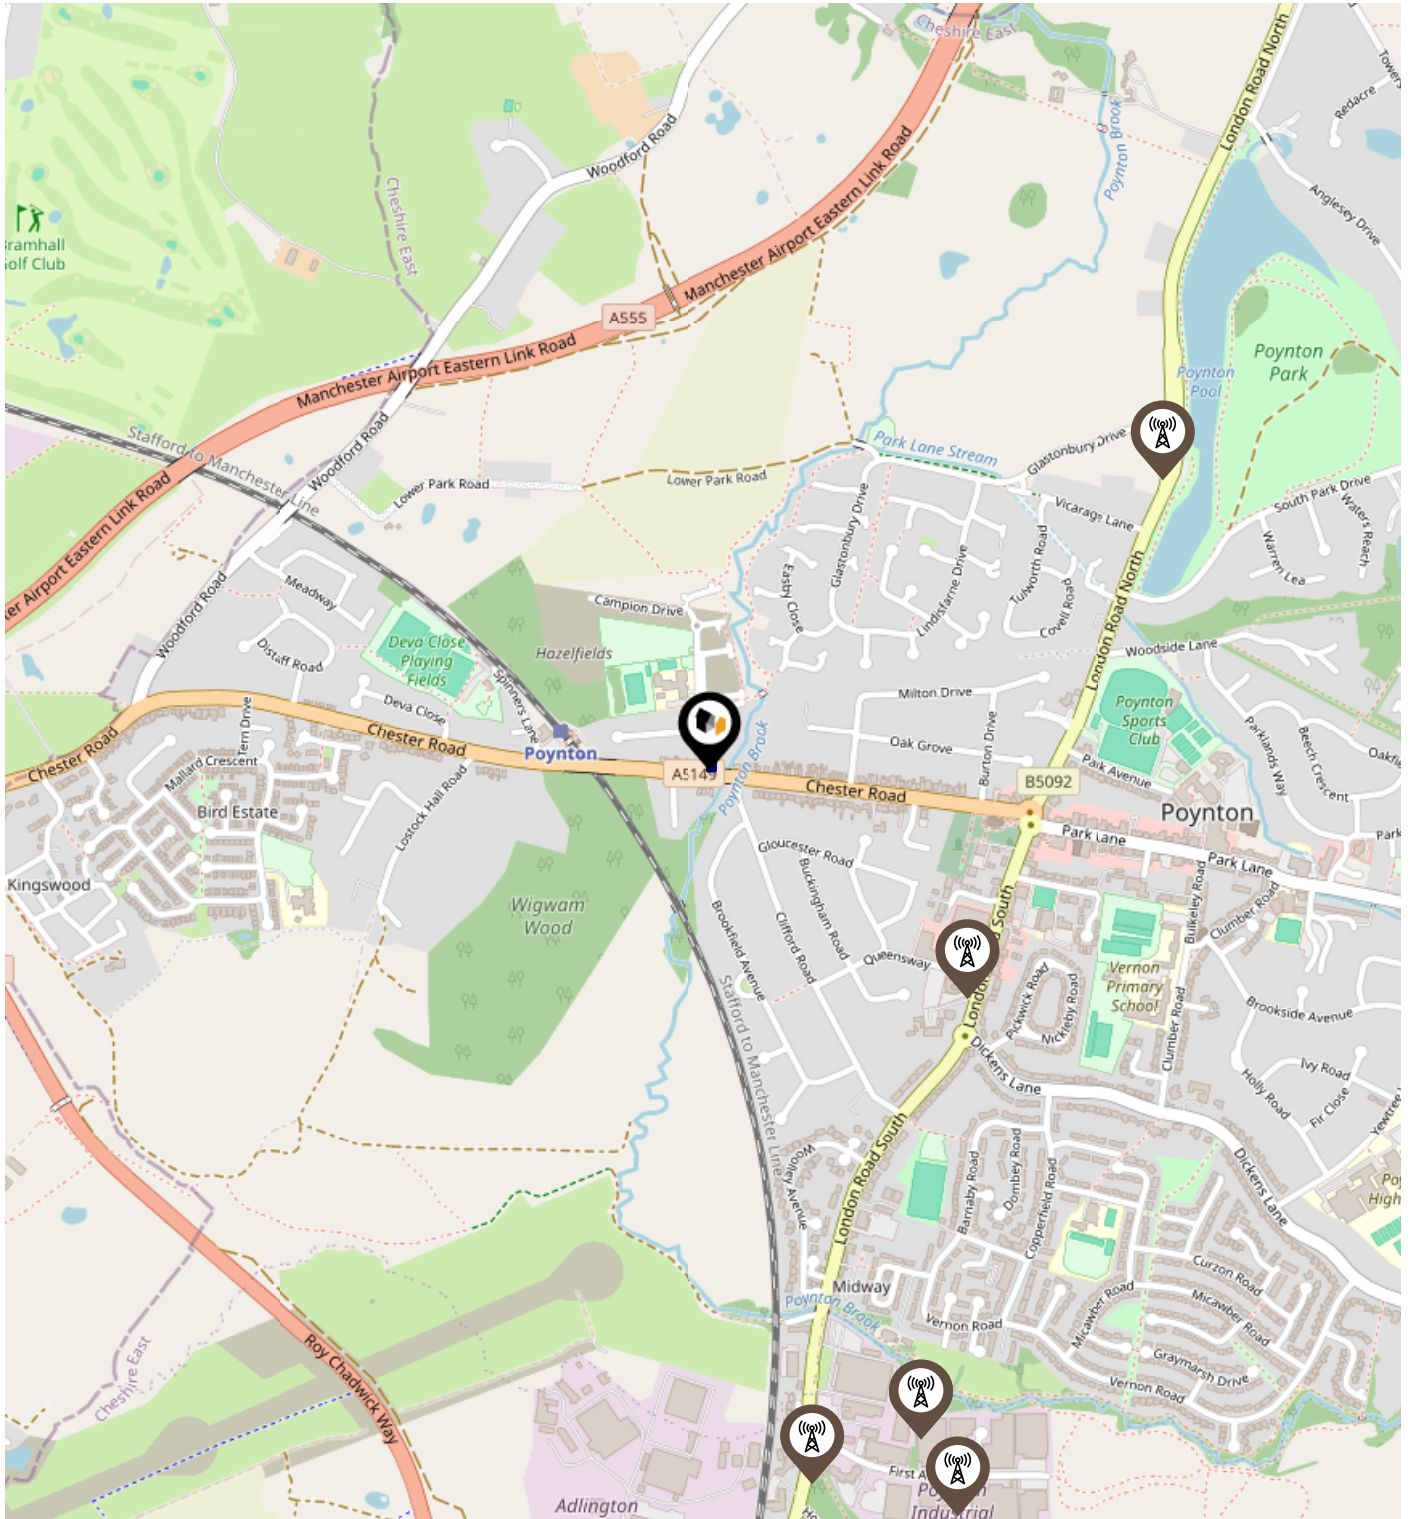 Cheshire East
Towers
Redacre
London Road North
Woodford Road
Manchester Airport Eastern Link Road
Poynton Brook
Anglesey Drive
Cheshire East
Bramhall
Golf Club
Manchester Airport Eastern Link Road
A555
Manchester Airport Eastern Link Road
Poynton
Park
Poynton
Pool
Woodford Road
Stafford to Manchester Line
Park Lane Stream
Glastonbury Drive
Lower Park Road
Lower Park Road
South Park Drive
Waters Reach
Vicarage Lane
Glastonbury Drive
Warren Lea
Tulworth Road
Lindisfarne Drive
Easby Close
Covell Road
London Road North
Woodford Road
Meadway
Campion Drive
Deva Close
Playing
Fields
Hazelfields
Distaff Road
Woodside Lane
Spinners Lane
Milton Drive
Poynton
Sports
Club
Deva Close
Tern Drive
Chester Road
Chester Road
Poynton
Oak Grove
Burton Drive
Parklands Way
Beech Crescent
Poynton Brook
Park Avenue
Mallard Crescent
A5149
Chester Road
B5092
Bird Estate
Lostock Hall Road
Poynton
Park Lane
Park Lane
Gloucester Road
Buckingham Road
Kingswood
Wigwam
Wood
Brookfield Avenue
Clifford Road
Queensway
London Road South
Bulkeley Road
Clumber Road
Vernon
Primary
School
Pickwick Road
Nickleby Road
Brookside Avenue
Stafford to Manchester Line
Clumber Road
Dickens Lane
Ivy Road
Holly Road
Fir Close
Yewtree
London Road South
Woolley Avenue
Barnaby Road
Dombey Road
Copperfield Road
Dickens Lane
Curzon Road
Midway
Poynton Brook
Micawber Road
Micawber Road
Vernon Road
Graymarsh Drive
Vernon Road
Roy Chadwick Way
Cheshire East
Adlington
Industrial